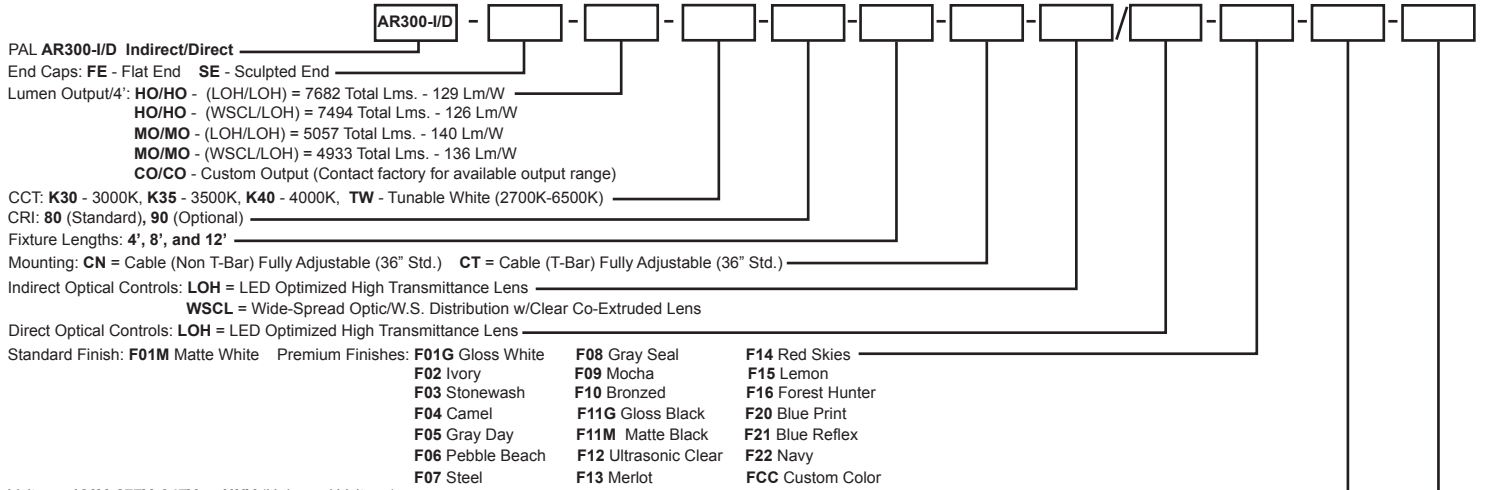 AR300-I/D - - - - - - - / - - -
PAL AR300-I/D Indirect/Direct
End Caps: FE - Flat End SE - Sculpted End
Lumen Output/4’: HO/HO - (LOH/LOH) = 7682 Total Lms. - 129 Lm/W
HO/HO - (WSCL/LOH) = 7494 Total Lms. - 126 Lm/W
MO/MO - (LOH/LOH) = 5057 Total Lms. - 140 Lm/W
MO/MO - (WSCL/LOH) = 4933 Total Lms. - 136 Lm/W
CO/CO - Custom Output (Contact factory for available output range)
CCT: K30 - 3000K, K35 - 3500K, K40 - 4000K, TW - Tunable White (2700K-6500K)
CRI: 80 (Standard), 90 (Optional)
Fixture Lengths: 4’, 8’, and 12’
Mounting: CN = Cable (Non T-Bar) Fully Adjustable (36” Std.) CT = Cable (T-Bar) Fully Adjustable (36” Std.)
Indirect Optical Controls: LOH = LED Optimized High Transmittance Lens
WSCL = Wide-Spread Optic/W.S. Distribution w/Clear Co-Extruded Lens
Direct Optical Controls: LOH = LED Optimized High Transmittance Lens
Standard Finish: F01M Matte White Premium Finishes: F01G Gloss White F08 Gray Seal F14 Red Skies
F02 Ivory F09 Mocha F15 Lemon
F03 Stonewash F10 Bronzed F16 Forest Hunter
F04 Camel F11G Gloss Black F20 Blue Print
F05 Gray Day F11M Matte Black F21 Blue Reflex
F06 Pebble Beach F12 Ultrasonic Clear F22 Navy
F07 Steel F13 Merlot FCC Custom Color